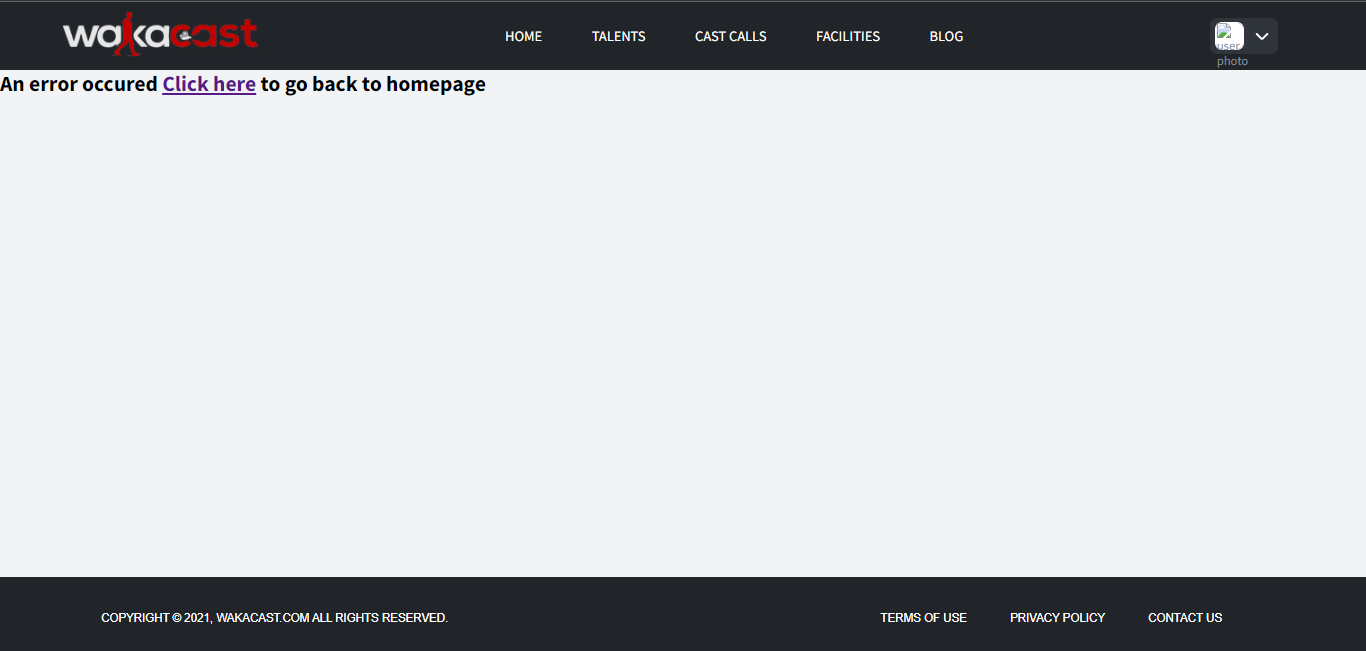 wakacast
HOME TALENTS CAST CALLS FACILITIES BLOG
user photo
An error occured Click here to go back to homepage
COPYRIGHT © 2021, WAKACAST.COM ALL RIGHTS RESERVED. TERMS OF USE PRIVACY POLICY CONTACT US